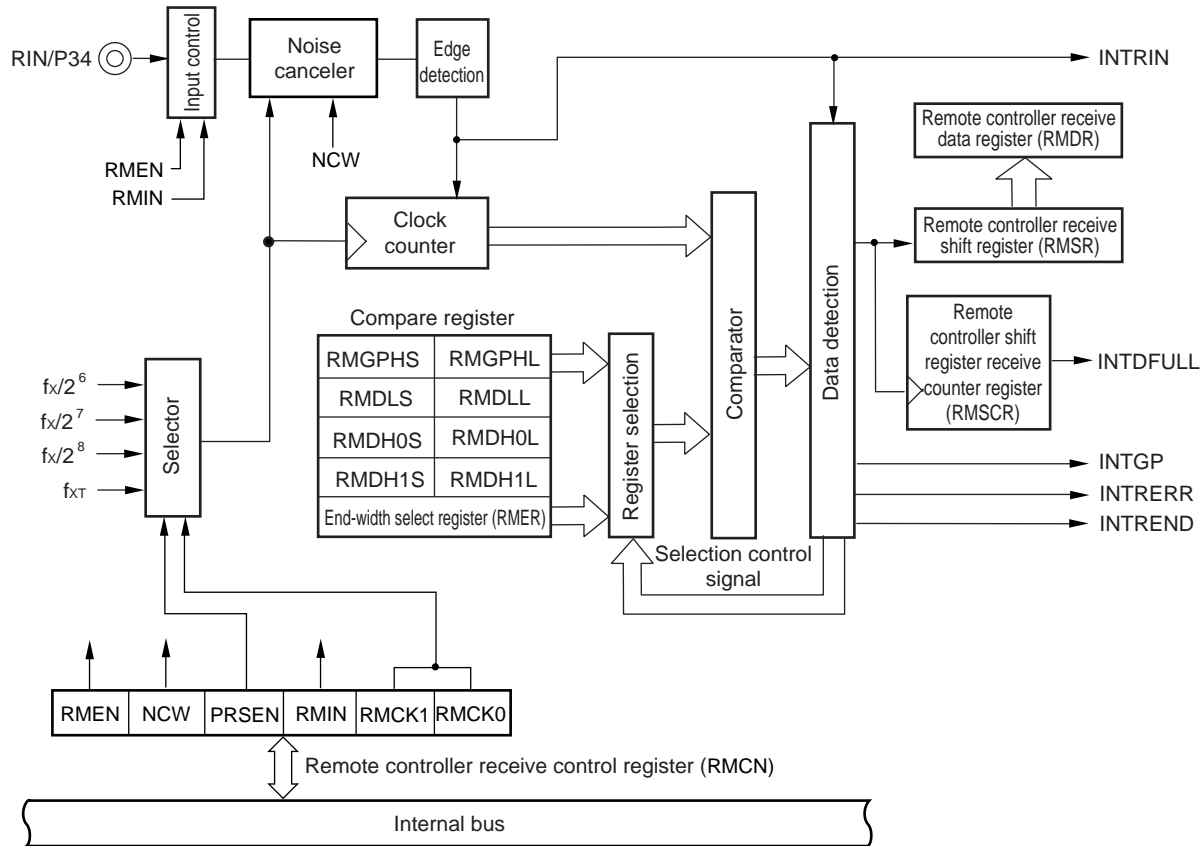 RIN/P34
Input control
Noise
canceler
Edge
detection
INTRIN
RMEN
RMIN
NCW
Remote controller receive
data register (RMDR)
Clock
counter
Remote controller receive
shift register (RMSR)
Compare register
RMGPHS RMGPHL
RMDLS RMDLL
RMDH0S RMDH0L
RMDH1S RMDH1L
End-width select register (RMER)
Register selection
Comparator
Data detection
Remote
controller shift
register receive
counter register
(RMSCR)
INTDFULL
fX/2^6
fX/2^7
fX/2^8
fXT
Selector
INTGP
INTRERR
INTREND
Selection control
signal
RMEN NCW PRSEN RMIN RMCK1 RMCK0
Remote controller receive control register (RMCN)
Internal bus